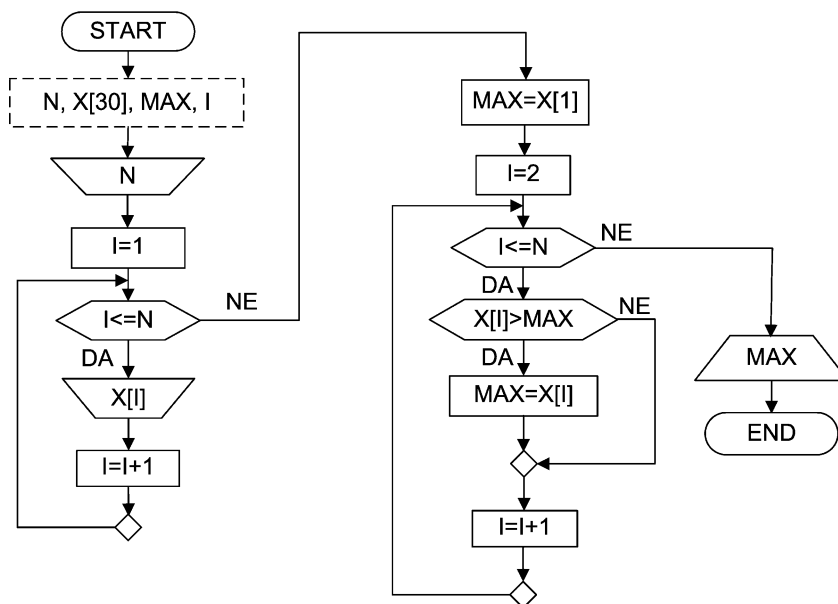 START
N, X[30], MAX, I
N
I=1
I<=N
NE
DA
X[I]
I=I+1
MAX=X[1]
I=2
I<=N
NE
DA
X[I]>MAX
NE
DA
MAX=X[I]
I=I+1
MAX
END